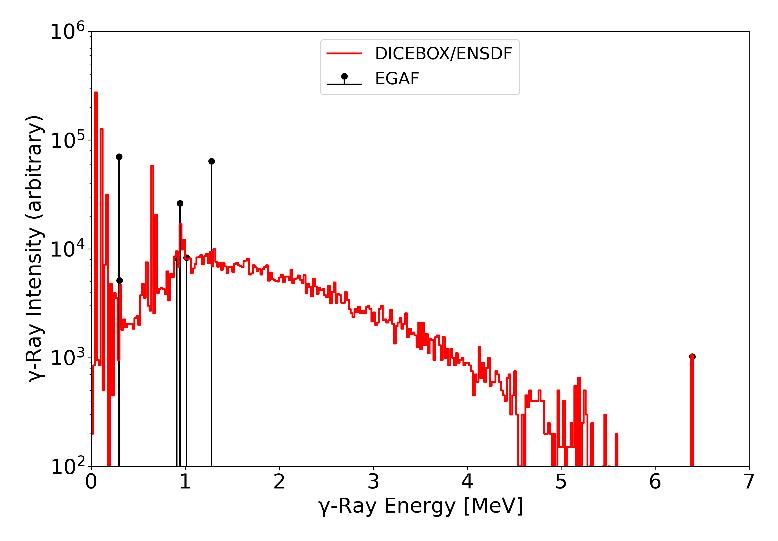 10⁶
DICEBOX/ENSDF
EGAF
10⁵
10⁴
10³
10²
γ-Ray Intensity (arbitrary)
0 1 2 3 4 5 6 7
γ-Ray Energy [MeV]